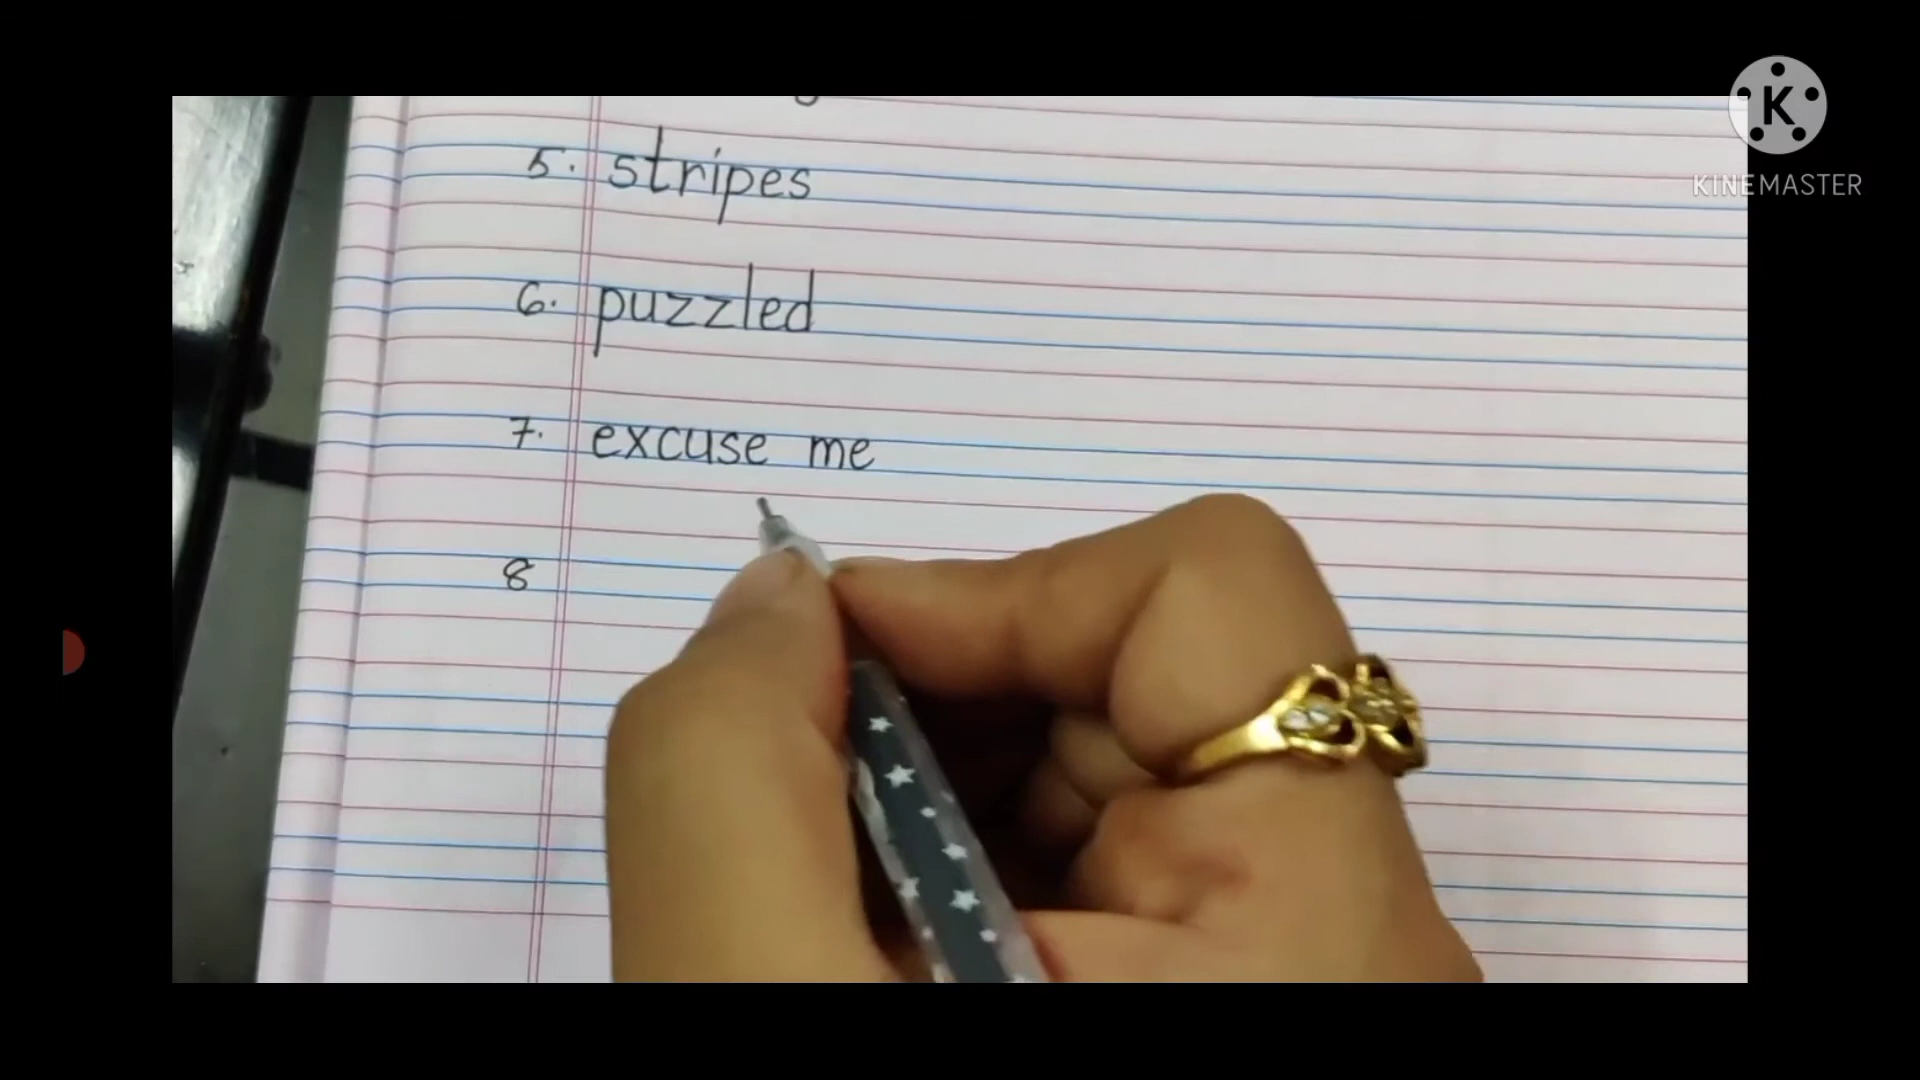 5. stripes
6. puzzled
7. excuse me
8
K
KINEMASTER